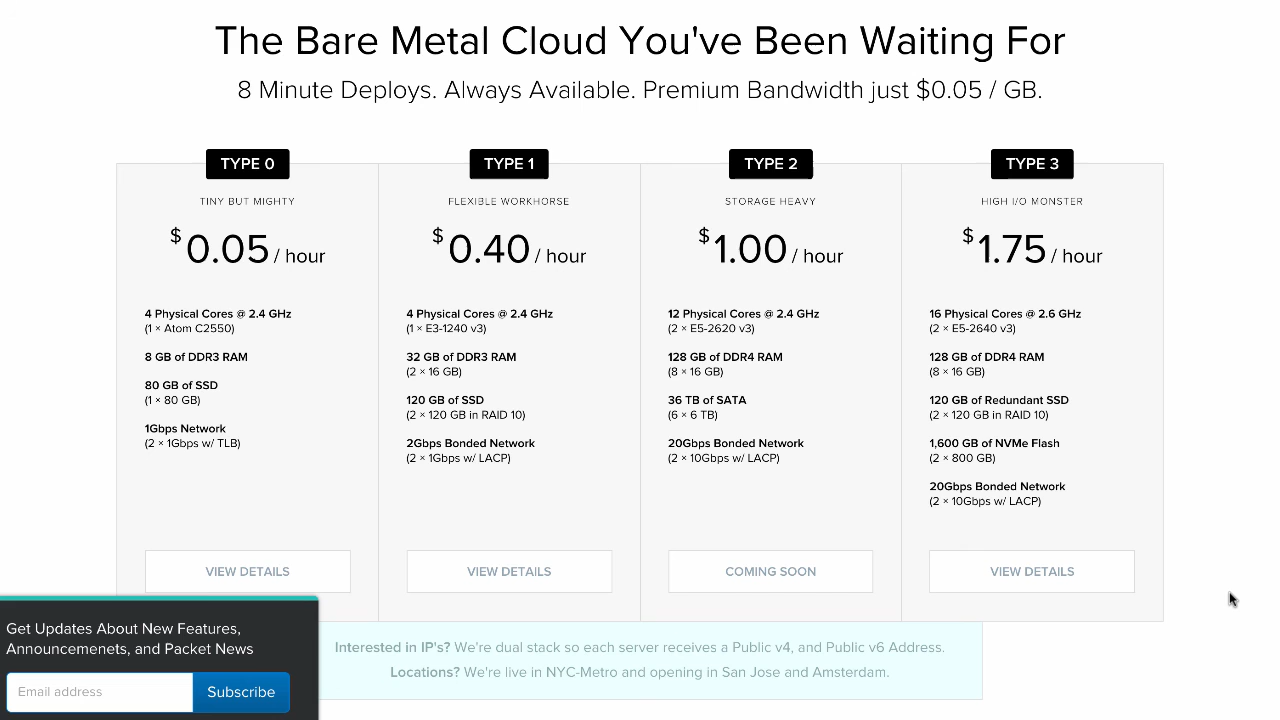 The Bare Metal Cloud You've Been Waiting For
8 Minute Deploys. Always Available. Premium Bandwidth just $0.05 / GB.
TYPE 0
TINY BUT MIGHTY
$0.05 / hour
4 Physical Cores @ 2.4 GHz
(1 × Atom C2550)
8 GB of DDR3 RAM
80 GB of SSD
(1 × 80 GB)
1Gbps Network
(2 × 1Gbps w/ TLB)
VIEW DETAILS
TYPE 1
FLEXIBLE WORKHORSE
$0.40 / hour
4 Physical Cores @ 2.4 GHz
(1 × E3-1240 v3)
32 GB of DDR3 RAM
(2 × 16 GB)
120 GB of SSD
(2 × 120 GB in RAID 10)
2Gbps Bonded Network
(2 × 1Gbps w/ LACP)
VIEW DETAILS
TYPE 2
STORAGE HEAVY
$1.00 / hour
12 Physical Cores @ 2.4 GHz
(2 × E5-2620 v3)
128 GB of DDR4 RAM
(8 × 16 GB)
36 TB of SATA
(6 × 6 TB)
20Gbps Bonded Network
(2 × 10Gbps w/ LACP)
COMING SOON
TYPE 3
HIGH I/O MONSTER
$1.75 / hour
16 Physical Cores @ 2.6 GHz
(2 × E5-2640 v3)
128 GB of DDR4 RAM
(8 × 16 GB)
120 GB of Redundant SSD
(2 × 120 GB in RAID 10)
1,600 GB of NVMe Flash
(2 × 800 GB)
20Gbps Bonded Network
(2 × 10Gbps w/ LACP)
VIEW DETAILS
Interested in IP's? We're dual stack so each server receives a Public v4, and Public v6 Address.
Locations? We're live in NYC-Metro and opening in San Jose and Amsterdam.
Get Updates About New Features,
Announcemenets, and Packet News
Email address
Subscribe